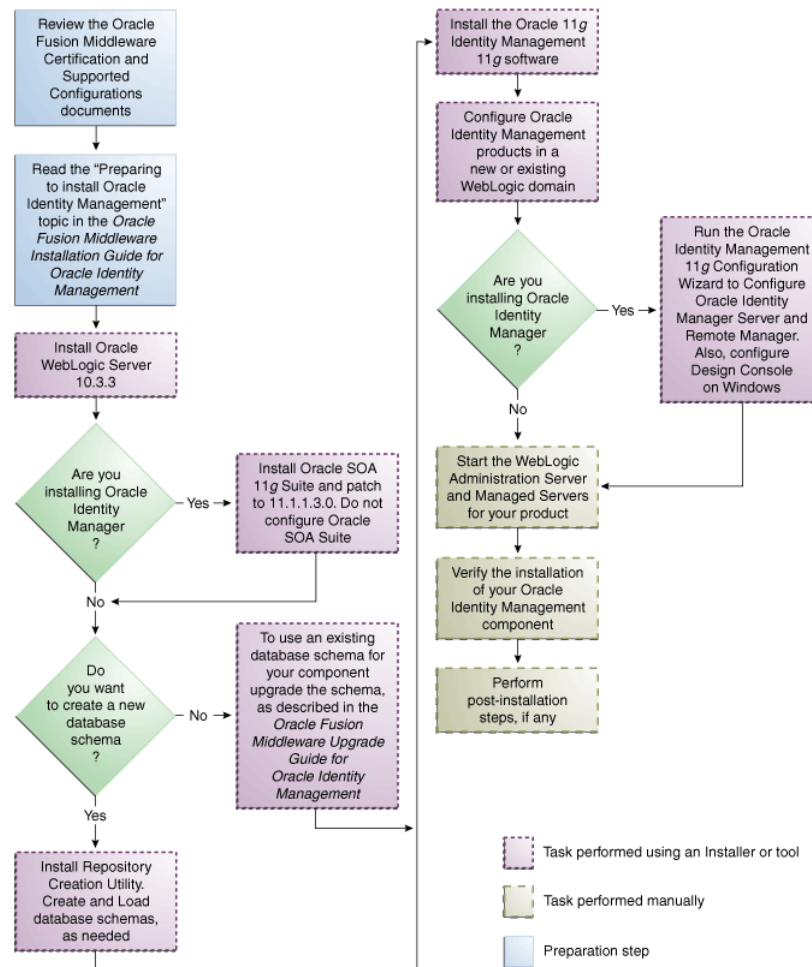 Review the Oracle
Fusion Middleware
Certification and
Supported
Configurations
documents
Read the “Preparing
to install Oracle
Identity Management”
topic in the Oracle
Fusion Middleware
Installation Guide for
Oracle Identity
Management
Install Oracle
WebLogic Server
10.3.3
Are you
installing Oracle
Identity
Manager
?
Yes
Install Oracle SOA
11g Suite and patch
to 11.1.1.3.0. Do not
configure Oracle
SOA Suite
No
Do
you want
to create a new
database
schema
?
No
To use an existing
database schema for
your component
upgrade the schema,
as described in the
Oracle Fusion
Middleware Upgrade
Guide for
Oracle Identity
Management
Yes
Install Repository
Creation Utility.
Create and Load
database schemas,
as needed
Install the Oracle 11g
Identity Management
11g software
Configure Oracle
Identity Management
products in a
new or existing
WebLogic domain
Are you
installing Oracle
Identity
Manager
?
Yes
Run the Oracle
Identity Management
11g Configuration
Wizard to Configure
Oracle Identity
Manager Server and
Remote Manager.
Also, configure
Design Console
on Windows
No
Start the WebLogic
Administration Server
and Managed Servers
for your product
Verify the installation
of your Oracle
Identity Management
component
Perform
post-installation
steps, if any
Task performed using an Installer or tool
Task performed manually
Preparation step